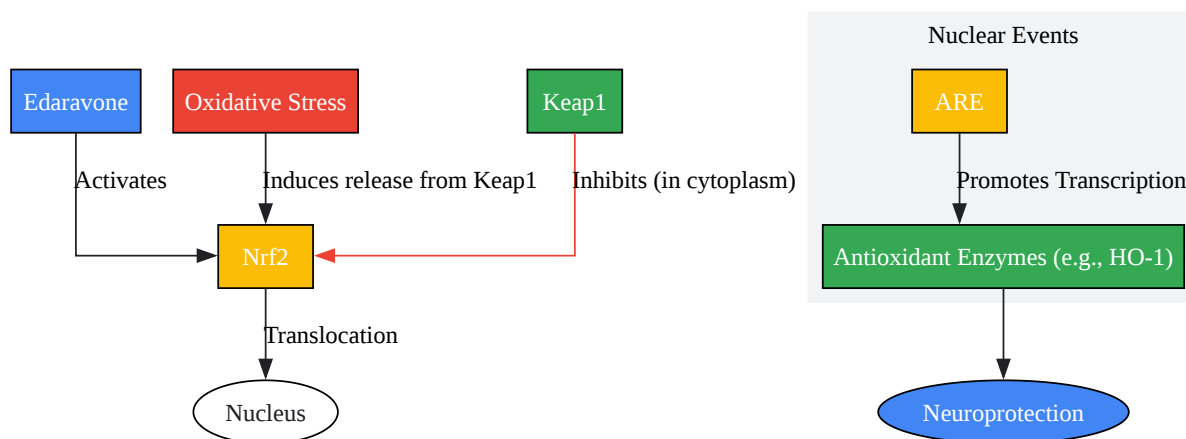 Nuclear Events
Edaravone
Oxidative Stress
Keap1
ARE
Activates
Induces release from Keap1
Inhibits (in cytoplasm)
Promotes Transcription
Nrf2
Antioxidant Enzymes (e.g., HO-1)
Translocation
Nucleus
Neuroprotection